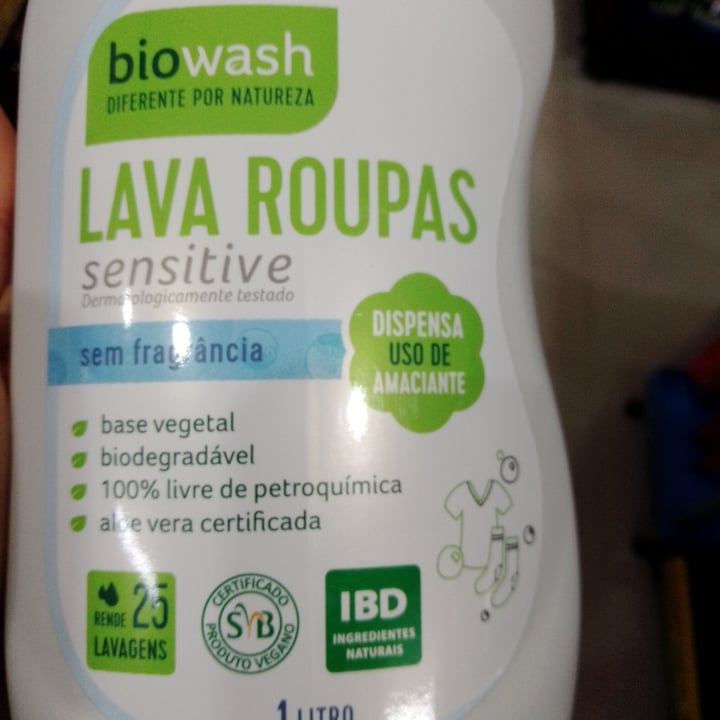 biowash
DIFERENTE POR NATUREZA
LAVA ROUPAS
sensitive
Dermatologicamente testado
sem fragrância
DISPENSA
USO DE
AMACIANTE
base vegetal
biodegradável
100% livre de petroquímica
aloe vera certificada
RENDE 25
LAVAGENS
CERTIFICADO
SVB
PRODUTO VEGANO
IBD
INGREDIENTES
NATURAIS
1 LITRO